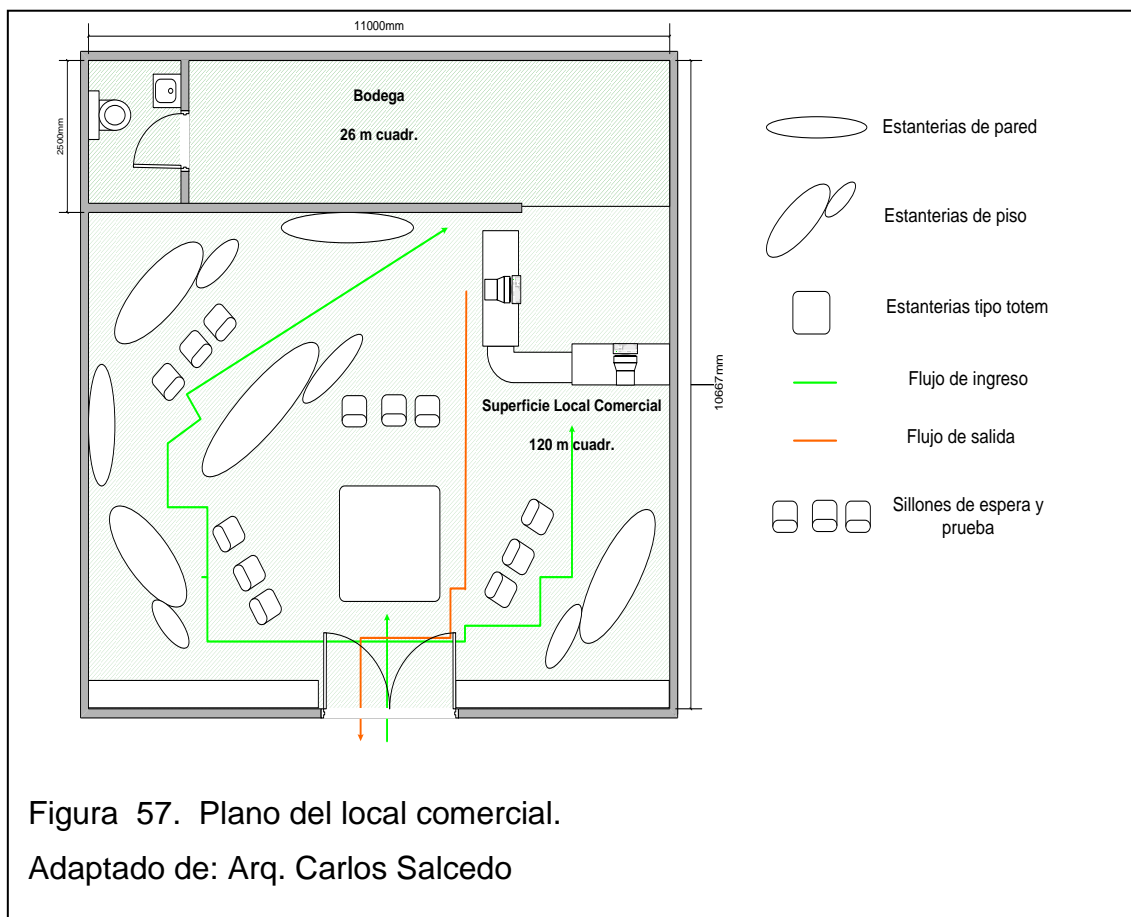 11000mm
2500mm
Bodega
26 m cuadr.
10667mm
Superficie Local Comercial
120 m cuadr.
Estanterias de pared
Estanterias de piso
Estanterias tipo totem
Flujo de ingreso
Flujo de salida
Sillones de espera y
prueba
Figura 57. Plano del local comercial.
Adaptado de: Arq. Carlos Salcedo